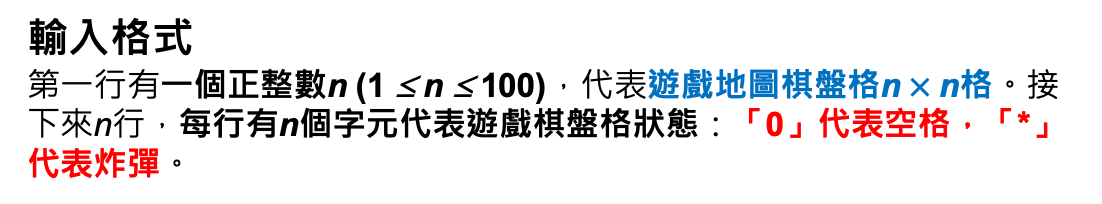 輸入格式
第一行有一個正整數n (1 ≤ n ≤ 100)，代表遊戲地圖棋盤格n × n格。接
下來n行，每行有n個字元代表遊戲棋盤格狀態：「0」代表空格，「*」
代表炸彈。